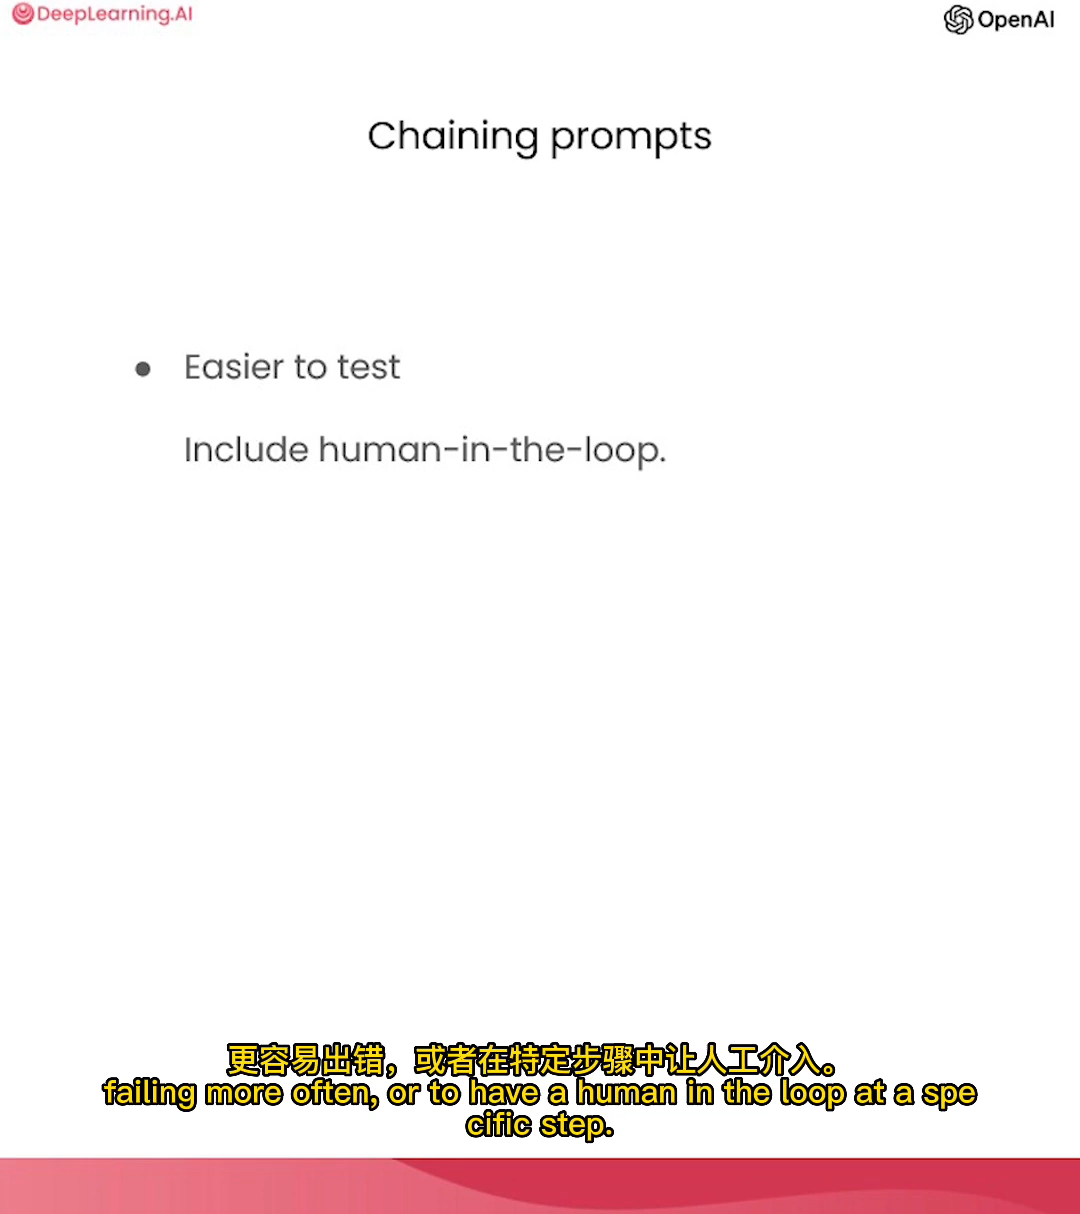 DeepLearning.AI
OpenAI
Chaining prompts
● Easier to test
Include human-in-the-loop.
更容易出错，或者在特定步骤中让人工介入。
failing more often, or to have a human in the loop at a spe
cific step.